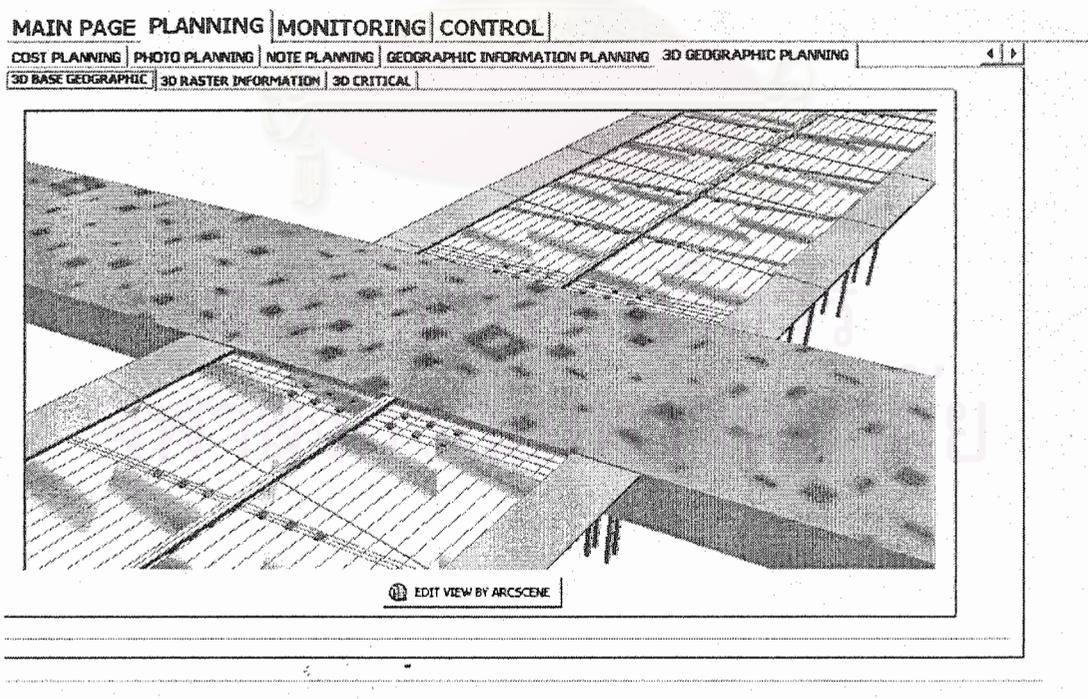 MAIN PAGE PLANNING MONITORING CONTROL
COST PLANNING PHOTO PLANNING NOTE PLANNING GEOGRAPHIC INFORMATION PLANNING 3D GEOGRAPHIC PLANNING
3D BASE GEOGRAPHIC 3D RASTER INFORMATION 3D CRITICAL
EDIT VIEW BY ARCSCENE